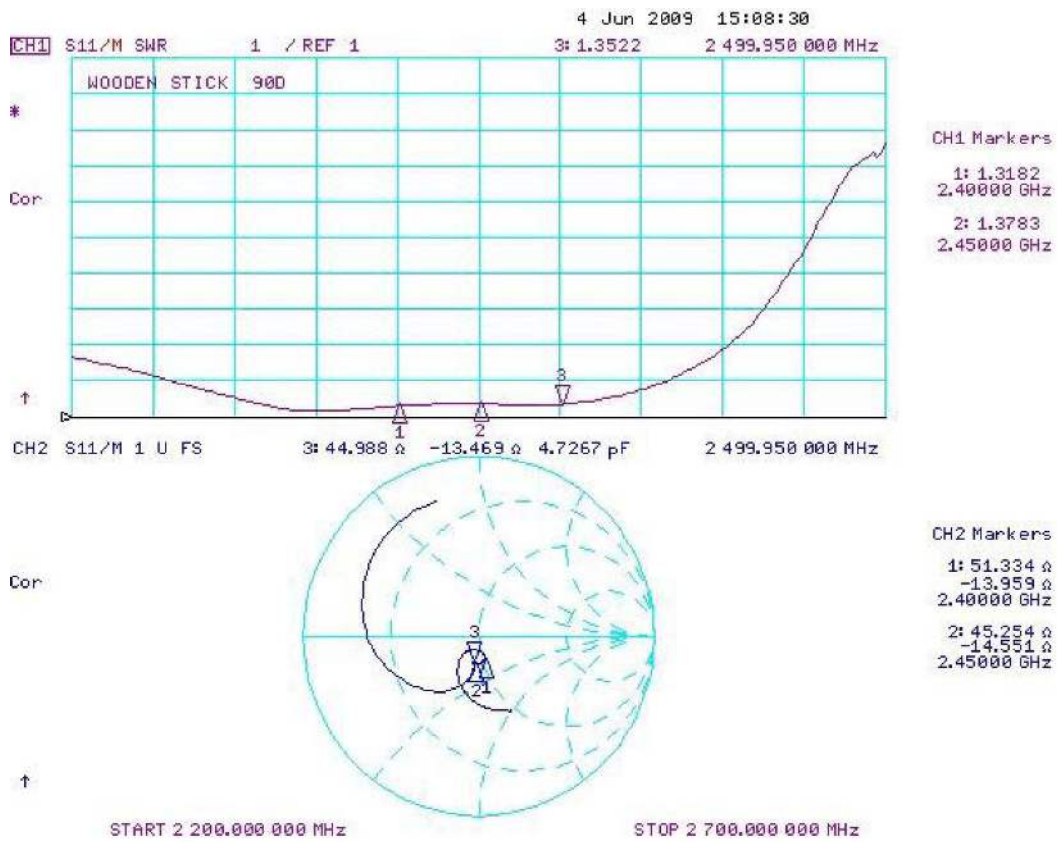 4 Jun 2009 15:08:30
CH1 S11/M SWR 1 / REF 1 3: 1.3522 2 499.950 000 MHz
WOODEN STICK 90D
*
CH1 Markers
1: 1.3182
2.40000 GHz
Cor
2: 1.3783
2.45000 GHz
3
↑
1 2
CH2 S11/M 1 U FS 3: 44.988 Ω -13.469 Ω 4.7267 pF 2 499.950 000 MHz
CH2 Markers
1: 51.334 Ω
-13.959 Ω
2.40000 GHz
Cor
2: 45.254 Ω
-14.551 Ω
2.45000 GHz
3
2 1
↑
START 2 200.000 000 MHz STOP 2 700.000 000 MHz